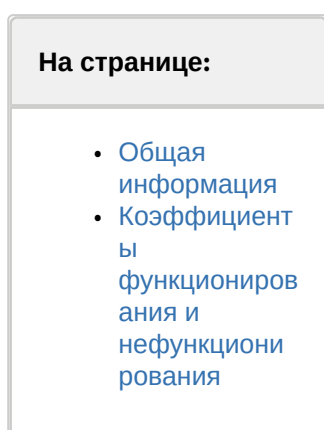 На странице:
• Общая
информация
• Коэффициент
ы
функциониров
ания и
нефункциони
рования